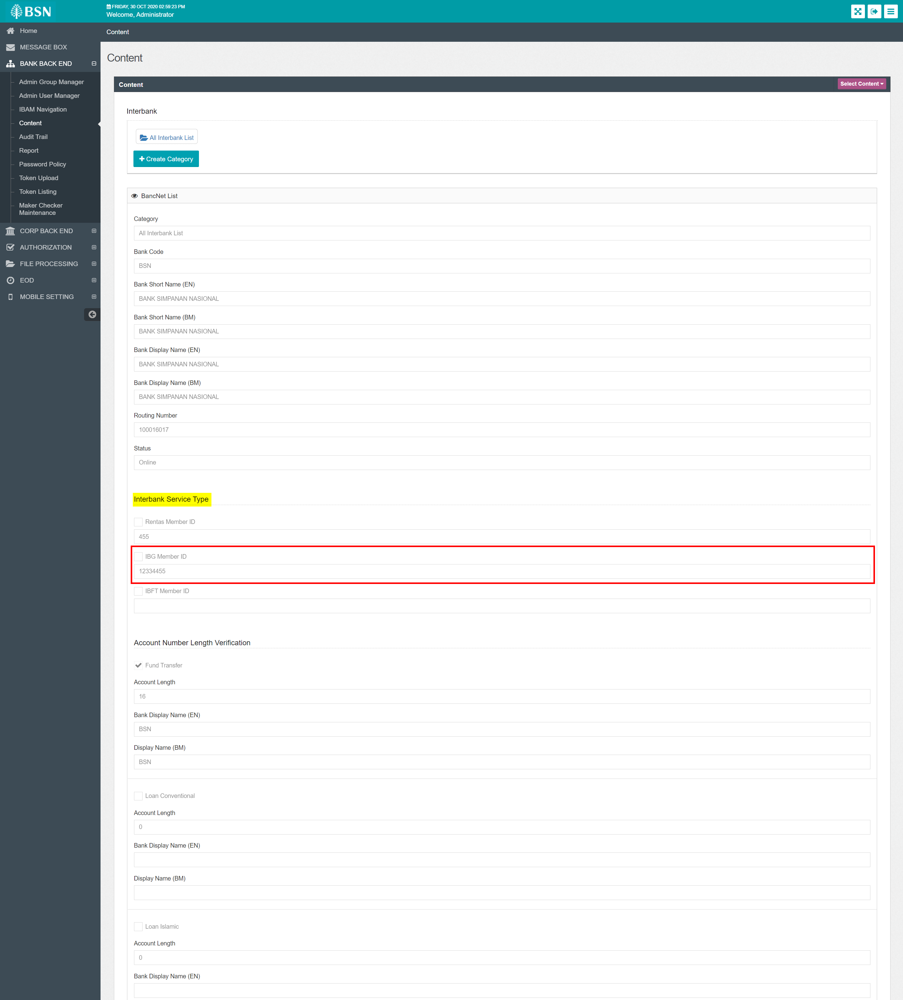 BSN
FRIDAY, 30 OCT 2020 02:59:23 PM
Welcome, Administrator
Home
MESSAGE BOX
BANK BACK END
Admin Group Manager
Admin User Manager
IBAM Navigation
Content
Audit Trail
Report
Password Policy
Token Upload
Token Listing
Maker Checker
Maintenance
CORP BACK END
AUTHORIZATION
FILE PROCESSING
EOD
MOBILE SETTING
Content
Content
Content
Select Content
Interbank
All Interbank List
Create Category
BancNet List
Category
All Interbank List
Bank Code
BSN
Bank Short Name (EN)
BANK SIMPANAN NASIONAL
Bank Short Name (BM)
BANK SIMPANAN NASIONAL
Bank Display Name (EN)
BANK SIMPANAN NASIONAL
Bank Display Name (BM)
BANK SIMPANAN NASIONAL
Routing Number
100016017
Status
Online
Interbank Service Type
Rentas Member ID
455
IBG Member ID
12334455
IBFT Member ID
Account Number Length Verification
Fund Transfer
Account Length
16
Bank Display Name (EN)
BSN
Display Name (BM)
BSN
Loan Conventional
Account Length
0
Bank Display Name (EN)
Display Name (BM)
Loan Islamic
Account Length
0
Bank Display Name (EN)